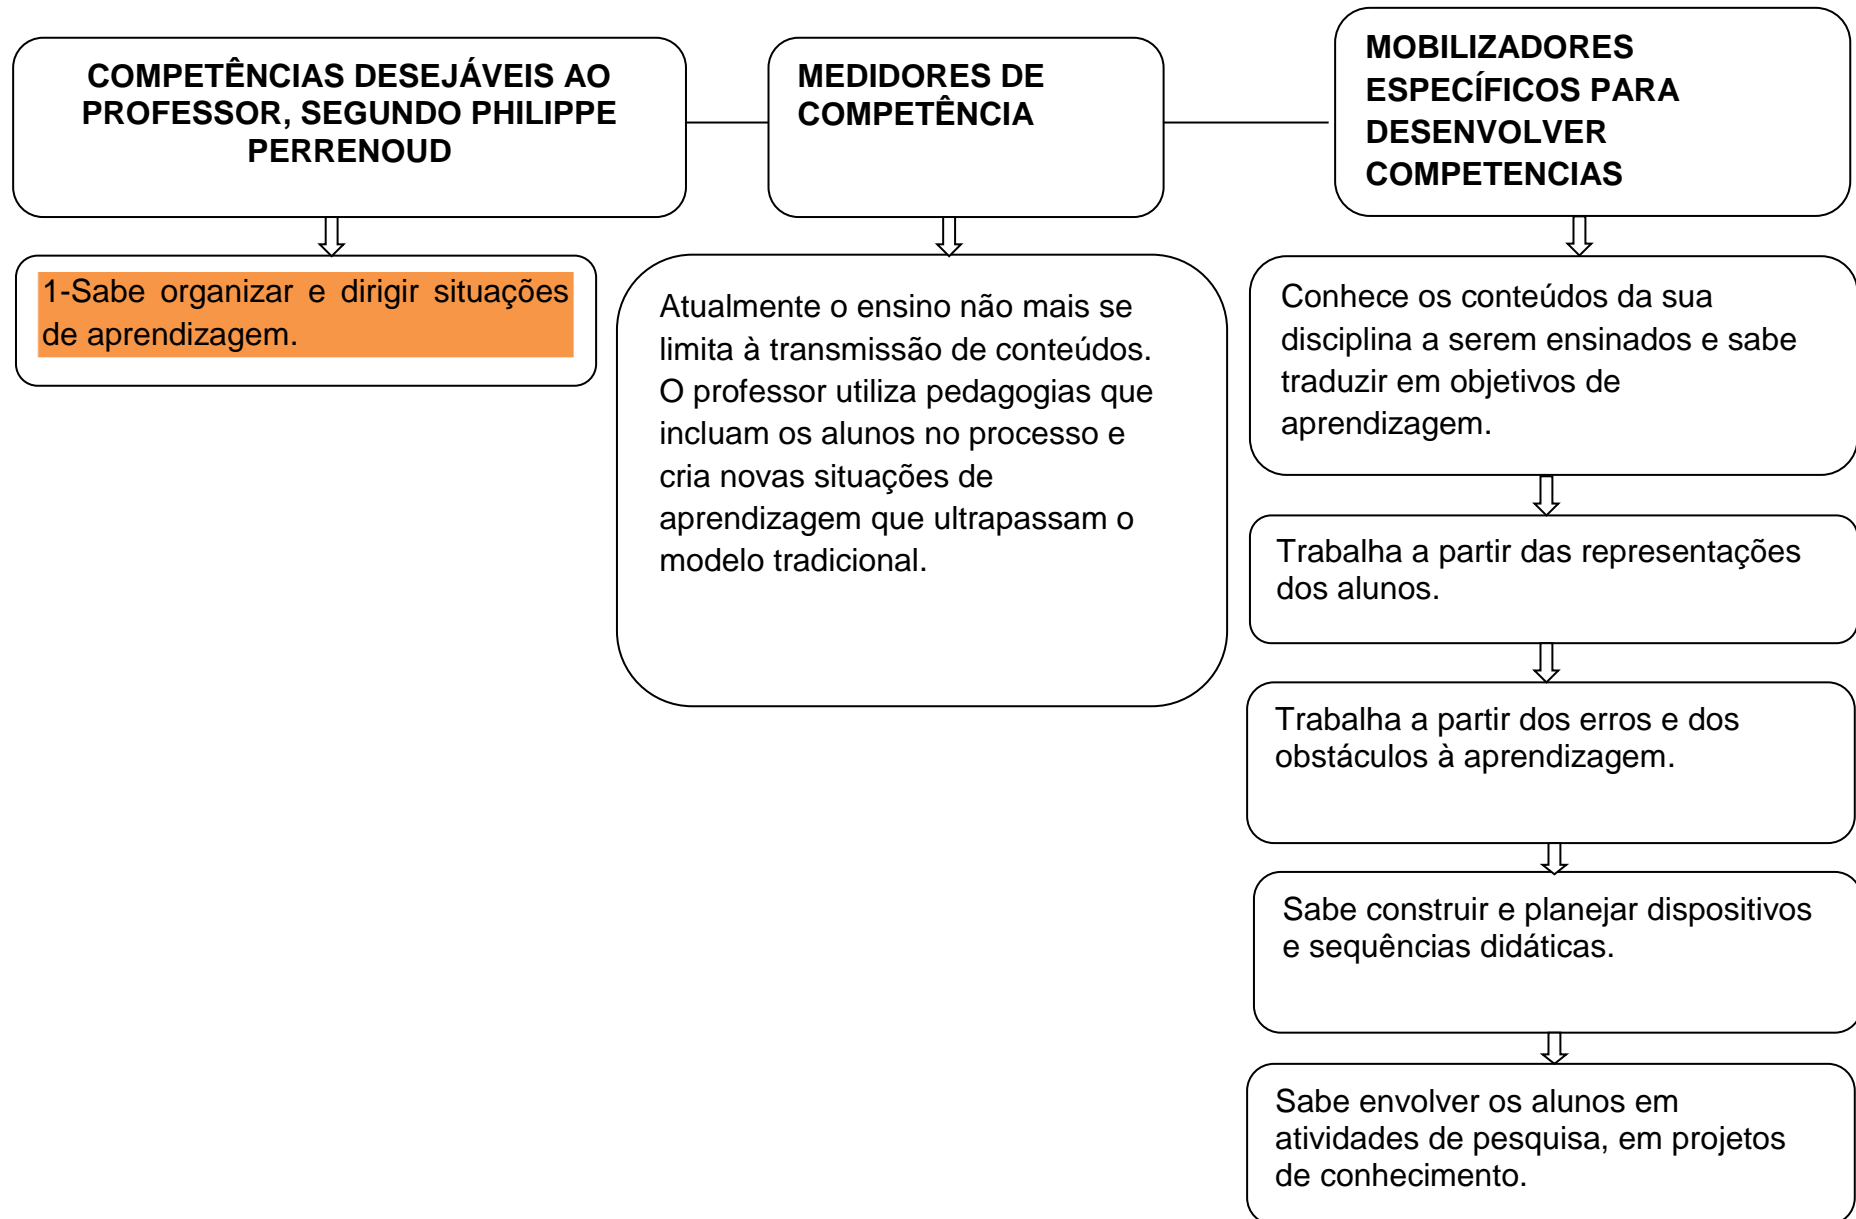 COMPETÊNCIAS DESEJÁVEIS AO
PROFESSOR, SEGUNDO PHILIPPE
PERRENOUD
MEDIDORES DE
COMPETÊNCIA
MOBILIZADORES
ESPECÍFICOS PARA
DESENVOLVER
COMPETENCIAS
1-Sabe organizar e dirigir situações
de aprendizagem.
Atualmente o ensino não mais se
limita à transmissão de conteúdos.
O professor utiliza pedagogias que
incluam os alunos no processo e
cria novas situações de
aprendizagem que ultrapassam o
modelo tradicional.
Conhece os conteúdos da sua
disciplina a serem ensinados e sabe
traduzir em objetivos de
aprendizagem.
Trabalha a partir das representações
dos alunos.
Trabalha a partir dos erros e dos
obstáculos à aprendizagem.
Sabe construir e planejar dispositivos
e sequências didáticas.
Sabe envolver os alunos em
atividades de pesquisa, em projetos
de conhecimento.